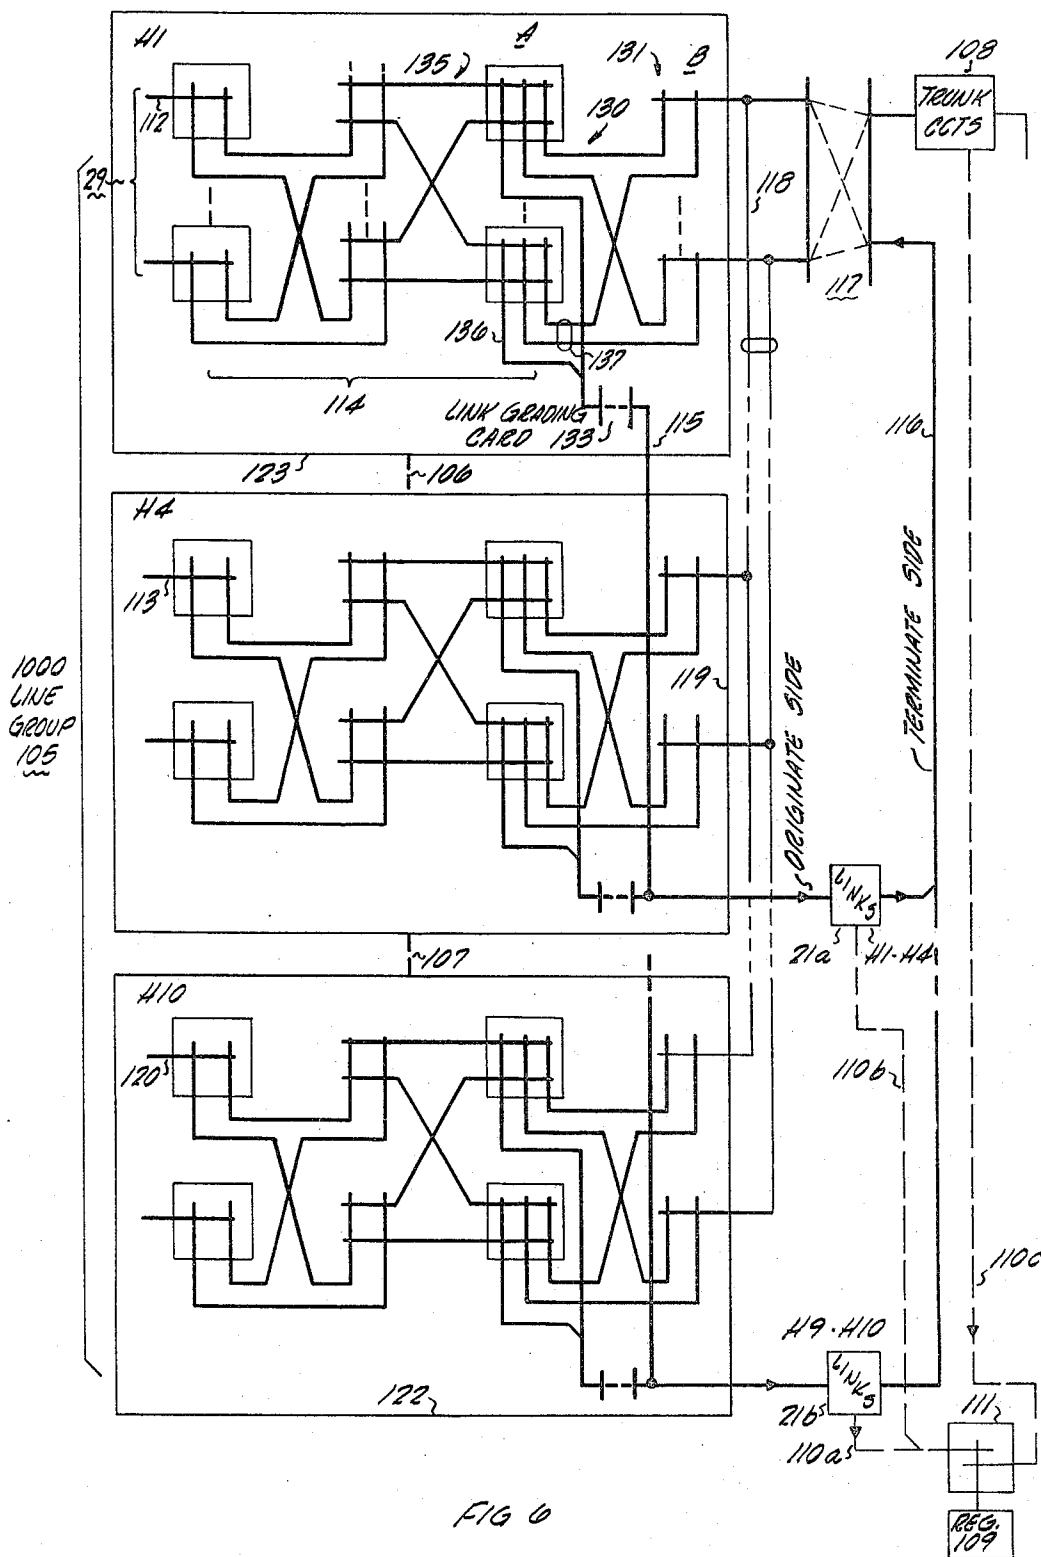 H1
A
B
135
131
130
108
TRUNK
CCTS
112
29
118
117
136
137
114
LINK GRADING
CARD 133
115
116
123
106
H4
113
119
1000
LINE
GROUP
105
ORIGINATE SIDE
TERMINATE SIDE
LINKS
21a
H1-H4
107
H10
120
110b
110c
H9-H10
LINKS
122
21b
110a
111
REG.
109
FIG 6